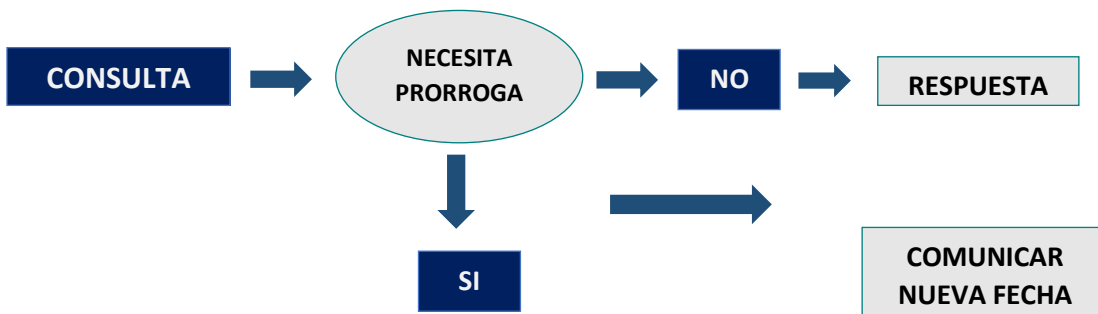 CONSULTA
NECESITA
PRORROGA
NO
RESPUESTA
SI
COMUNICAR
NUEVA FECHA